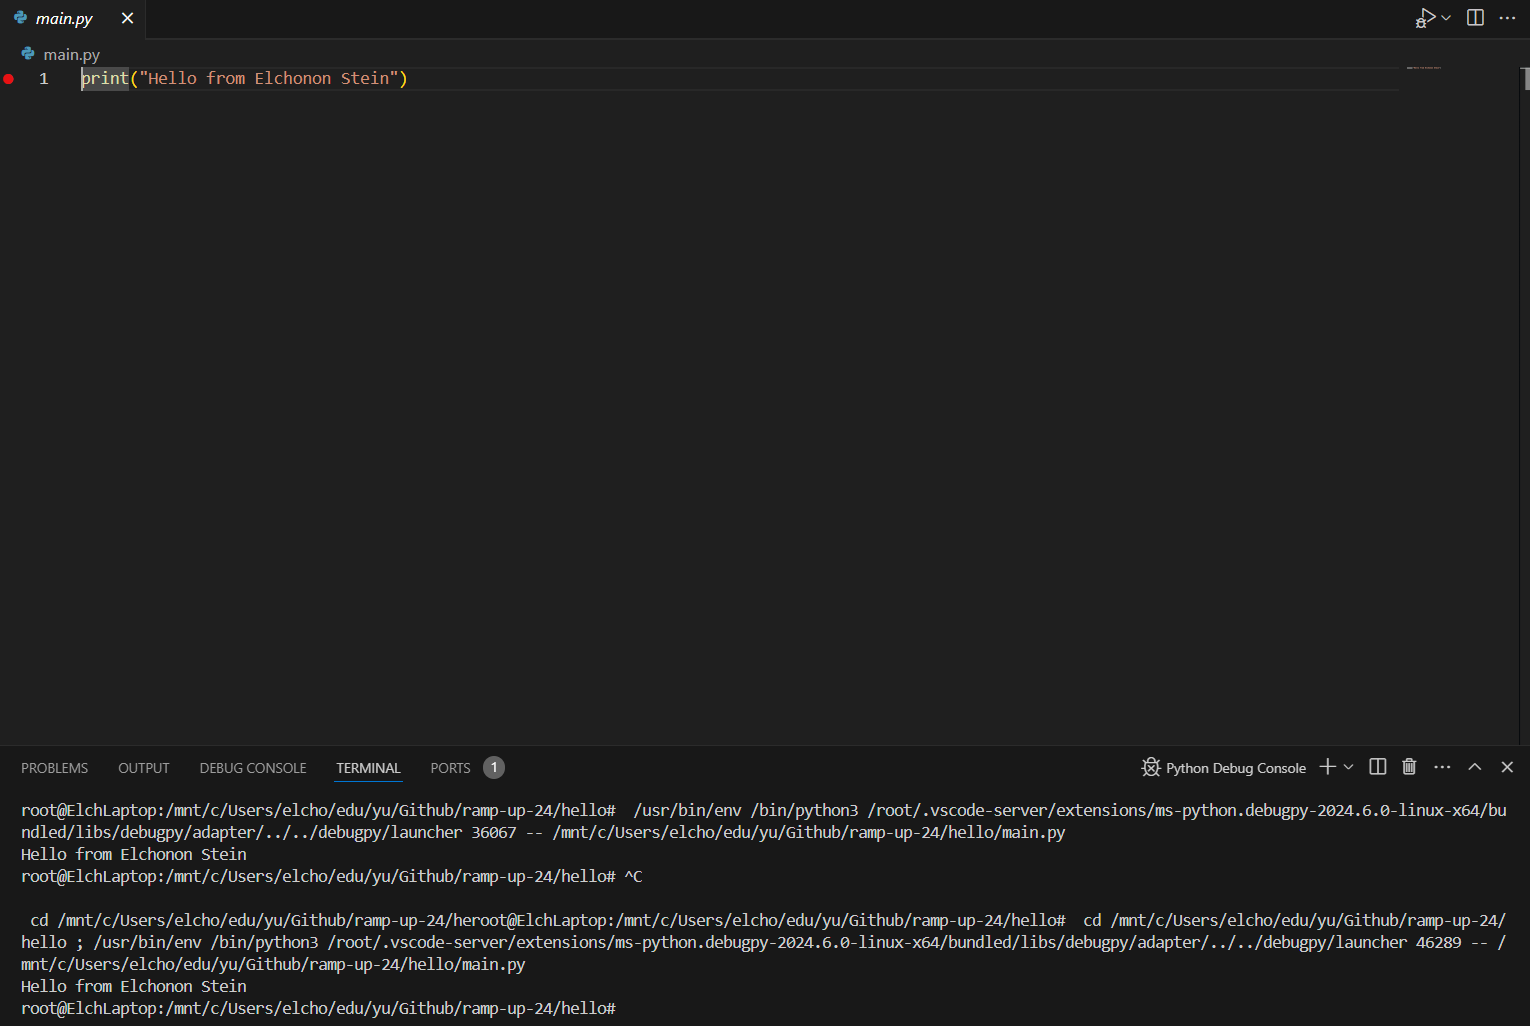 main.py
main.py
1 print("Hello from Elchonon Stein")
PROBLEMS OUTPUT DEBUG CONSOLE TERMINAL PORTS 1 Python Debug Console
root@ElchLaptop:/mnt/c/Users/elcho/edu/yu/Github/ramp-up-24/hello#  /usr/bin/env /bin/python3 /root/.vscode-server/extensions/ms-python.debugpy-2024.6.0-linux-x64/bu
ndled/libs/debugpy/adapter/../../debugpy/launcher 36067 -- /mnt/c/Users/elcho/edu/yu/Github/ramp-up-24/hello/main.py
Hello from Elchonon Stein
root@ElchLaptop:/mnt/c/Users/elcho/edu/yu/Github/ramp-up-24/hello# ^C
cd /mnt/c/Users/elcho/edu/yu/Github/ramp-up-24/heroot@ElchLaptop:/mnt/c/Users/elcho/edu/yu/Github/ramp-up-24/hello#  cd /mnt/c/Users/elcho/edu/yu/Github/ramp-up-24/
hello ; /usr/bin/env /bin/python3 /root/.vscode-server/extensions/ms-python.debugpy-2024.6.0-linux-x64/bundled/libs/debugpy/adapter/../../debugpy/launcher 46289 -- /
mnt/c/Users/elcho/edu/yu/Github/ramp-up-24/hello/main.py
Hello from Elchonon Stein
root@ElchLaptop:/mnt/c/Users/elcho/edu/yu/Github/ramp-up-24/hello#